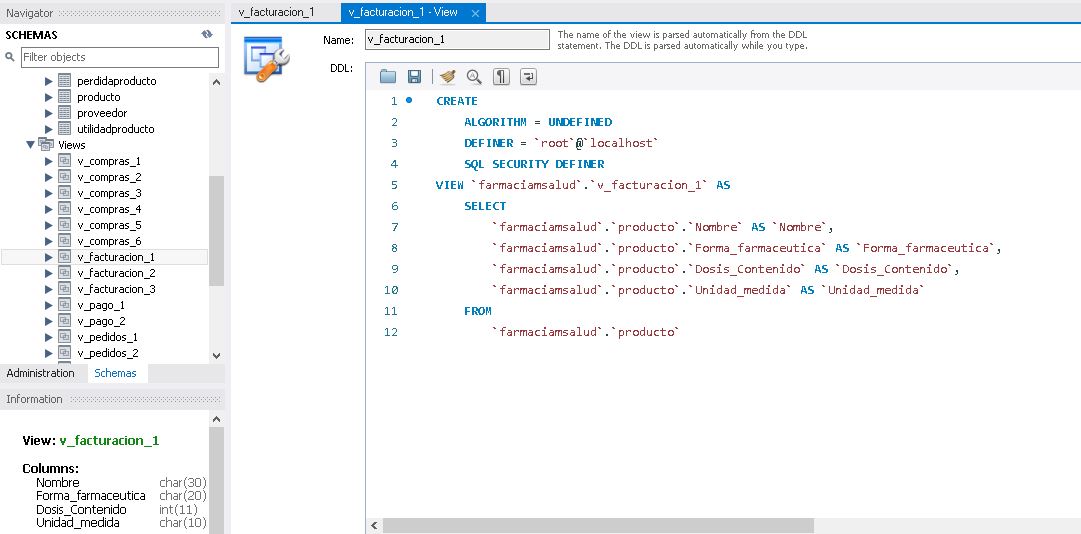 Navigator
SCHEMAS
Filter objects
perdidaproducto
producto
proveedor
utilidadproducto
Views
v_compras_1
v_compras_2
v_compras_3
v_compras_4
v_compras_5
v_compras_6
v_facturacion_1
v_facturacion_2
v_facturacion_3
v_pago_1
v_pago_2
v_pedidos_1
v_pedidos_2
Administration Schemas
Information
View: v_facturacion_1
Columns:
Nombre char(30)
Forma_farmaceutica char(20)
Dosis_Contenido int(11)
Unidad_medida char(10)
v_facturacion_1 v_facturacion_1 - View
Name: v_facturacion_1
The name of the view is parsed automatically from the DDL
statement. The DDL is parsed automatically while you type.
DDL:
1 CREATE
2 ALGORITHM = UNDEFINED
3 DEFINER = `root`@`localhost`
4 SQL SECURITY DEFINER
5 VIEW `farmaciamsalud`.`v_facturacion_1` AS
6 SELECT
7 `farmaciamsalud`.`producto`.`Nombre` AS `Nombre`,
8 `farmaciamsalud`.`producto`.`Forma_farmaceutica` AS `Forma_farmaceutica`,
9 `farmaciamsalud`.`producto`.`Dosis_Contenido` AS `Dosis_Contenido`,
10 `farmaciamsalud`.`producto`.`Unidad_medida` AS `Unidad_medida`
11 FROM
12 `farmaciamsalud`.`producto`